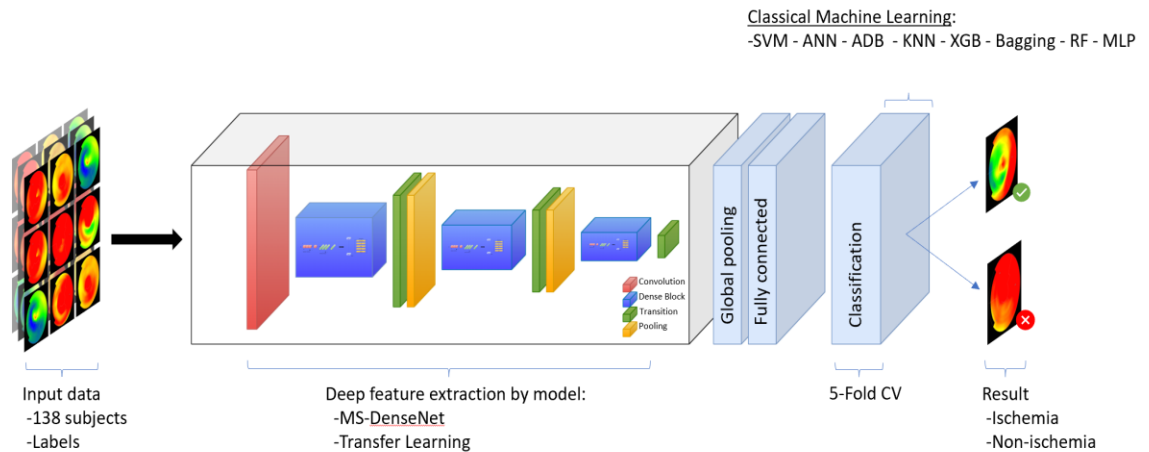 Classical Machine Learning:
-SVM - ANN - ADB - KNN - XGB - Bagging - RF - MLP
Convolution
Dense Block
Transition
Pooling
Global pooling
Fully connected
Classification
Input data
-138 subjects
-Labels
Deep feature extraction by model:
-MS-DenseNet
-Transfer Learning
5-Fold CV
Result
-Ischemia
-Non-ischemia